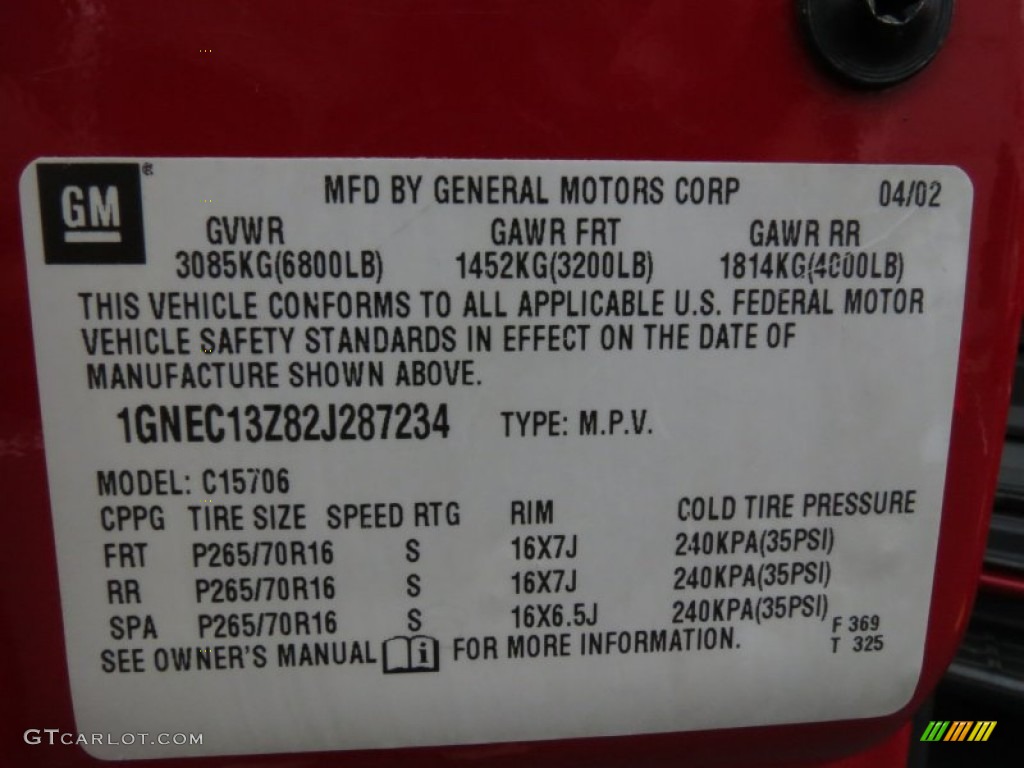 GM
MFD BY GENERAL MOTORS CORP 04/02
GVWR GAWR FRT GAWR RR
3085KG(6800LB) 1452KG(3200LB) 1814KG(4000LB)
THIS VEHICLE CONFORMS TO ALL APPLICABLE U.S. FEDERAL MOTOR
VEHICLE SAFETY STANDARDS IN EFFECT ON THE DATE OF
MANUFACTURE SHOWN ABOVE.
1GNEC13Z82J287234 TYPE: M.P.V.
MODEL: C15706
CPPG TIRE SIZE SPEED RTG RIM COLD TIRE PRESSURE
FRT P265/70R16 S 16X7J 240KPA(35PSI)
RR P265/70R16 S 16X7J 240KPA(35PSI)
SPA P265/70R16 S 16X6.5J 240KPA(35PSI)
F 369
T 325
SEE OWNER'S MANUAL i FOR MORE INFORMATION.
GTCARLOT.COM